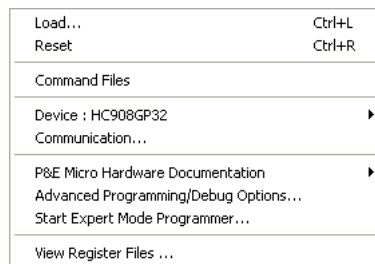 Load... Ctrl+L
Reset Ctrl+R
Command Files
Device : HC908GP32
Communication...
P&E Micro Hardware Documentation
Advanced Programming/Debug Options...
Start Expert Mode Programmer...
View Register Files ...